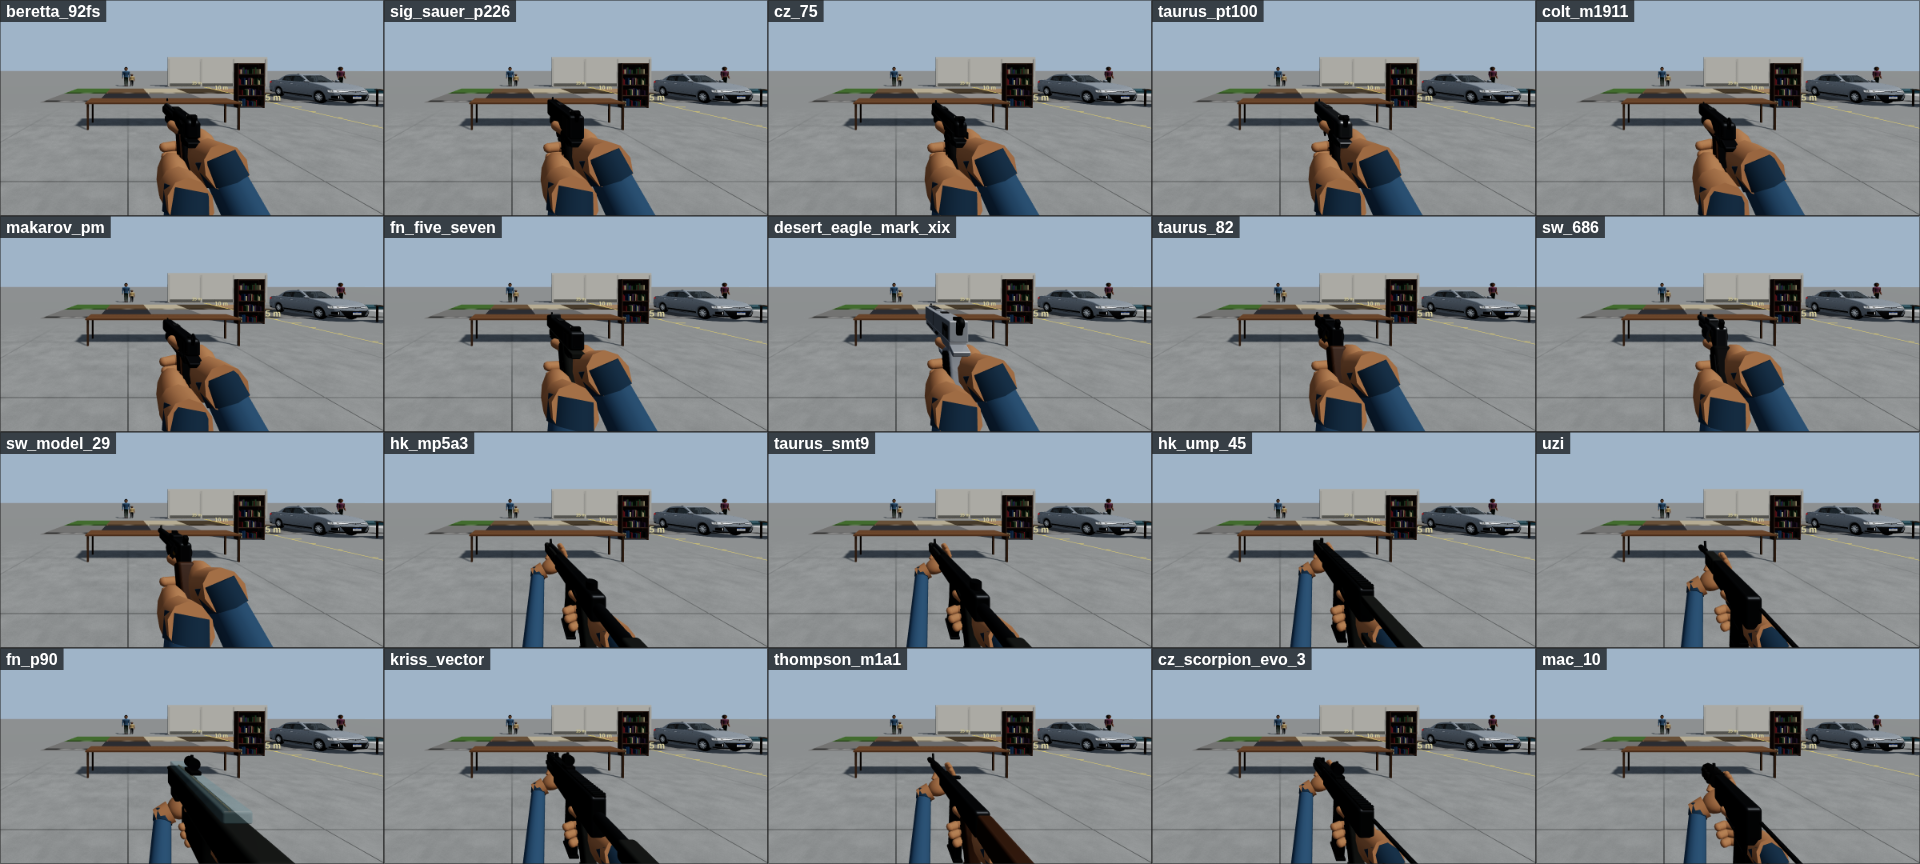 beretta_92fs
sig_sauer_p226
cz_75
taurus_pt100
colt_m1911
makarov_pm
fn_five_seven
desert_eagle_mark_xix
taurus_82
sw_686
sw_model_29
hk_mp5a3
taurus_smt9
hk_ump_45
uzi
fn_p90
kriss_vector
thompson_m1a1
cz_scorpion_evo_3
mac_10